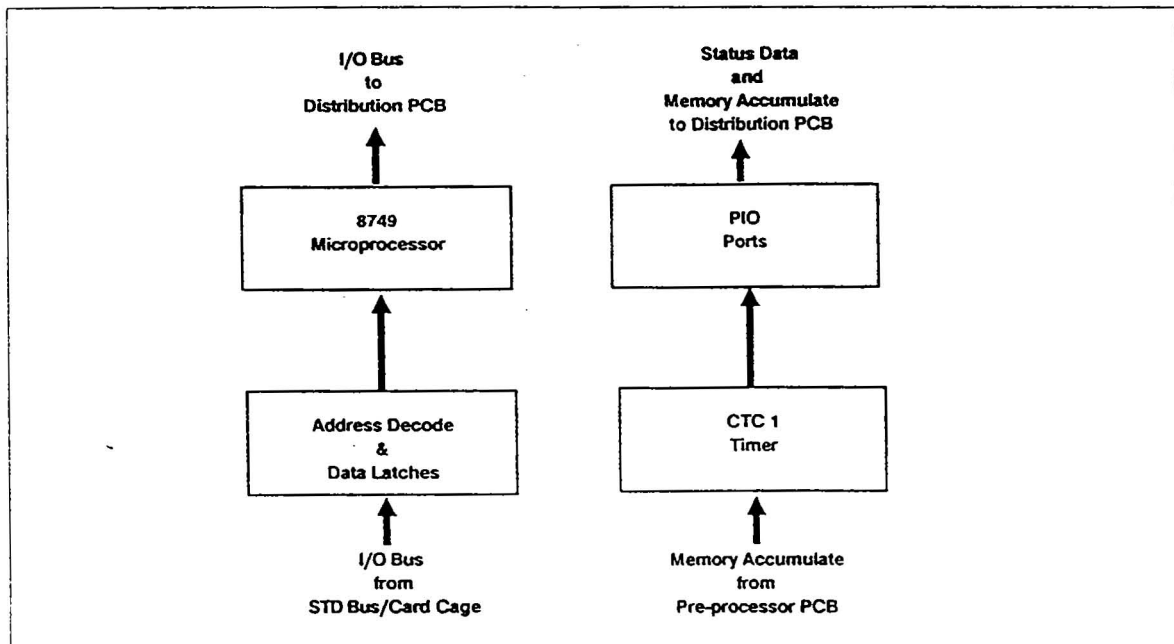 I/O Bus
to
Distribution PCB
8749
Microprocessor
Address Decode
&
Data Latches
I/O Bus
from
STD Bus/Card Cage
Status Data
and
Memory Accumulate
to Distribution PCB
PIO
Ports
CTC 1
Timer
Memory Accumulate
from
Pre-processor PCB